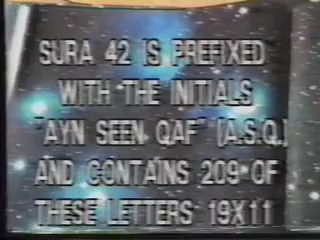 SURA 42 IS PREFIXED
WITH THE INITIALS
"AYN SEEN QAF" (A.S.Q.)
AND CONTAINS 209 OF
THESE LETTERS 19X11